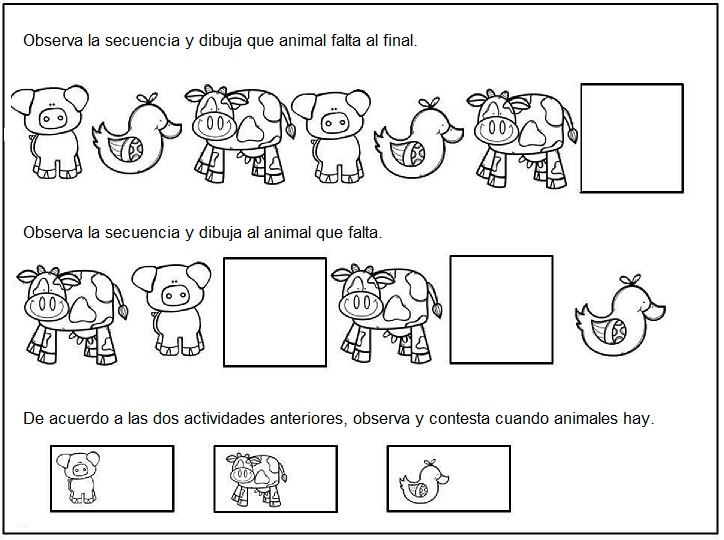 Observa la secuencia y dibuja que animal falta al final.
Observa la secuencia y dibuja al animal que falta.
De acuerdo a las dos actividades anteriores, observa y contesta cuando animales hay.